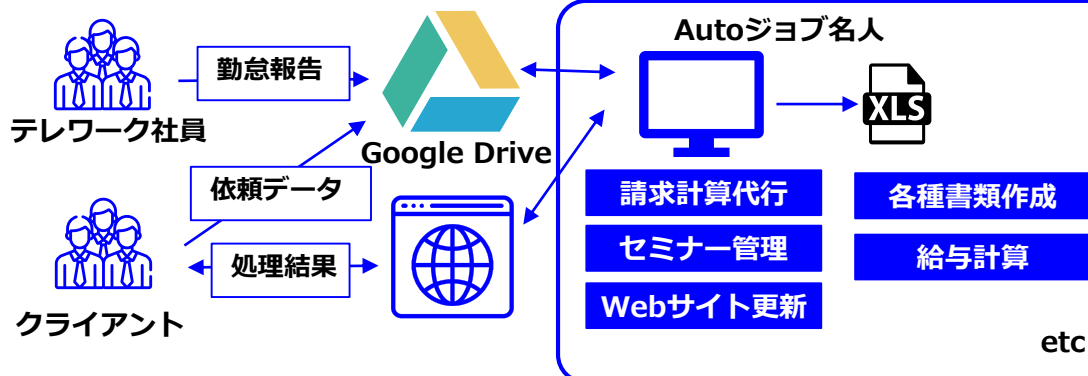 Autoジョブ名人
勤怠報告
XLS
テレワーク社員
Google Drive
依頼データ
請求計算代行
各種書類作成
セミナー管理
給与計算
処理結果
Webサイト更新
クライアント
etc